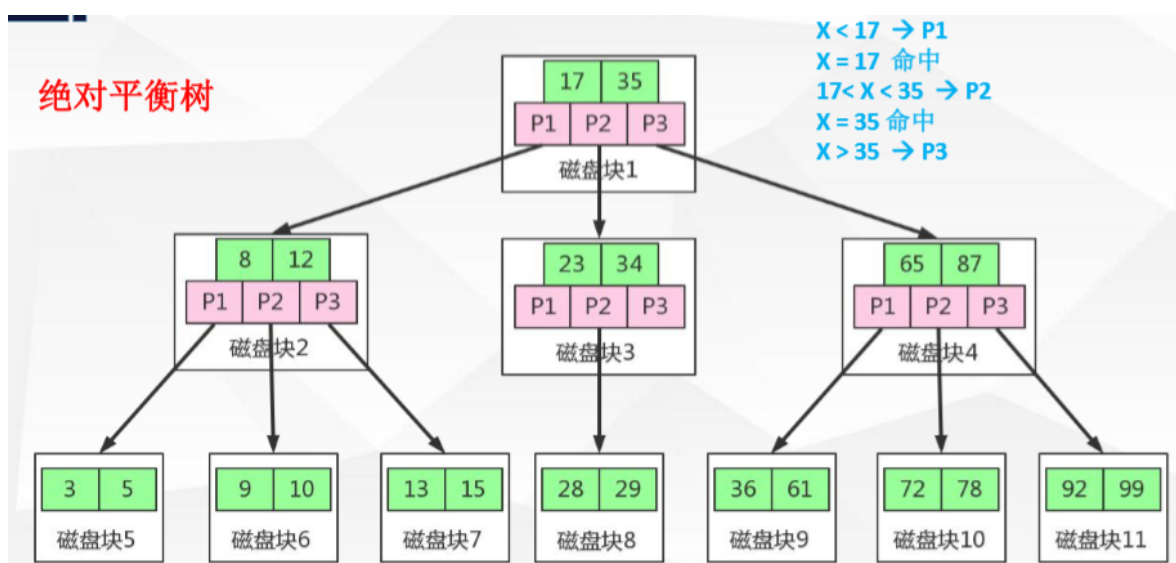 绝对平衡树
X < 17 → P1
X = 17 命中
17< X < 35 → P2
X = 35 命中
X > 35 → P3
17 35
P1 P2 P3
磁盘块1
8 12
P1 P2 P3
磁盘块2
23 34
P1 P2 P3
磁盘块3
65 87
P1 P2 P3
磁盘块4
3 5
磁盘块5
9 10
磁盘块6
13 15
磁盘块7
28 29
磁盘块8
36 61
磁盘块9
72 78
磁盘块10
92 99
磁盘块11